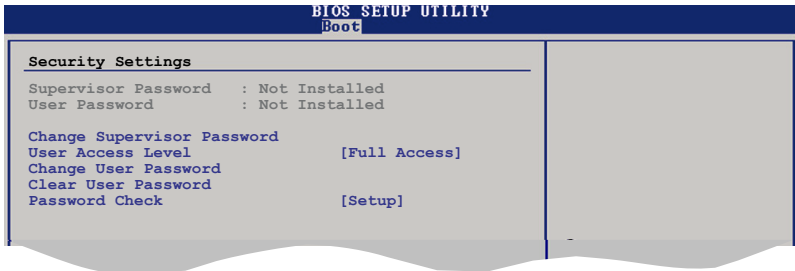 BIOS SETUP UTILITY
Boot
Security Settings
Supervisor Password : Not Installed
User Password : Not Installed
Change Supervisor Password
User Access Level [Full Access]
Change User Password
Clear User Password
Password Check [Setup]